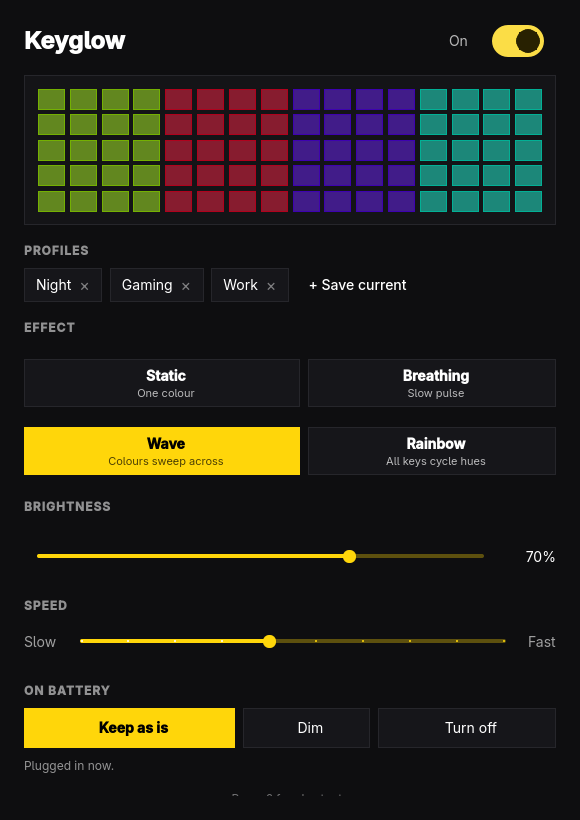 Keyglow
On
PROFILES
Night ×
Gaming ×
Work ×
+ Save current
EFFECT
Static
One colour
Breathing
Slow pulse
Wave
Colours sweep across
Rainbow
All keys cycle hues
BRIGHTNESS
70%
SPEED
Slow
Fast
ON BATTERY
Keep as is
Dim
Turn off
Plugged in now.